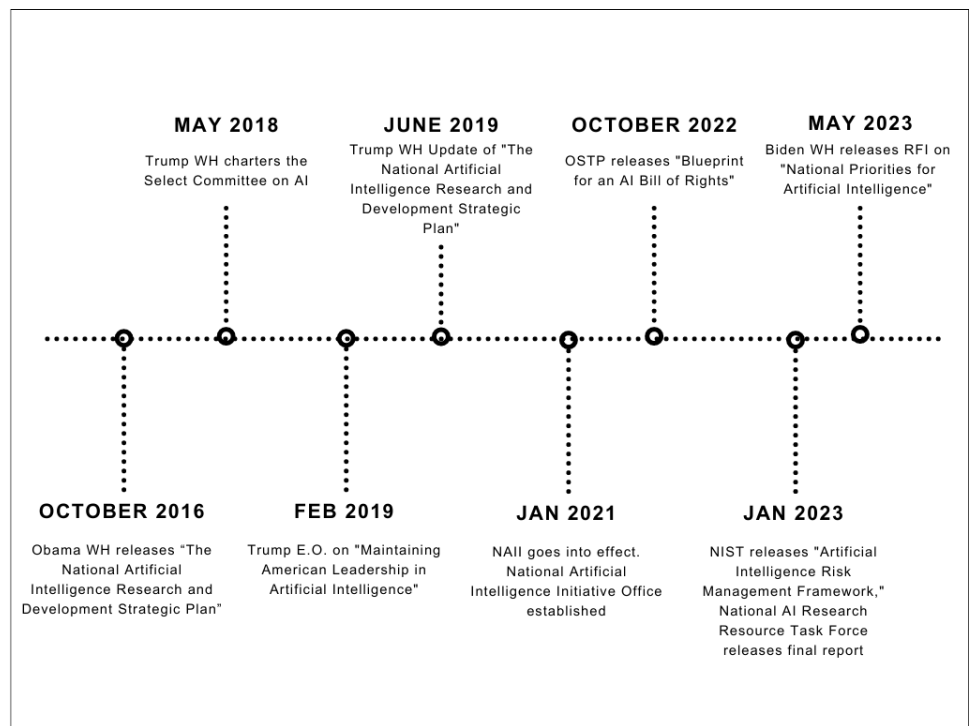 MAY 2018
Trump WH charters the
Select Committee on AI
JUNE 2019
Trump WH Update of "The
National Artificial
Intelligence Research and
Development Strategic
Plan"
OCTOBER 2022
OSTP releases "Blueprint
for an AI Bill of Rights"
MAY 2023
Biden WH releases RFI on
"National Priorities for
Artificial Intelligence"
OCTOBER 2016
Obama WH releases “The
National Artificial
Intelligence Research and
Development Strategic Plan”
FEB 2019
Trump E.O. on "Maintaining
American Leadership in
Artificial Intelligence"
JAN 2021
NAII goes into effect.
National Artificial
Intelligence Initiative Office
established
JAN 2023
NIST releases "Artificial
Intelligence Risk
Management Framework,"
National AI Research
Resource Task Force
releases final report